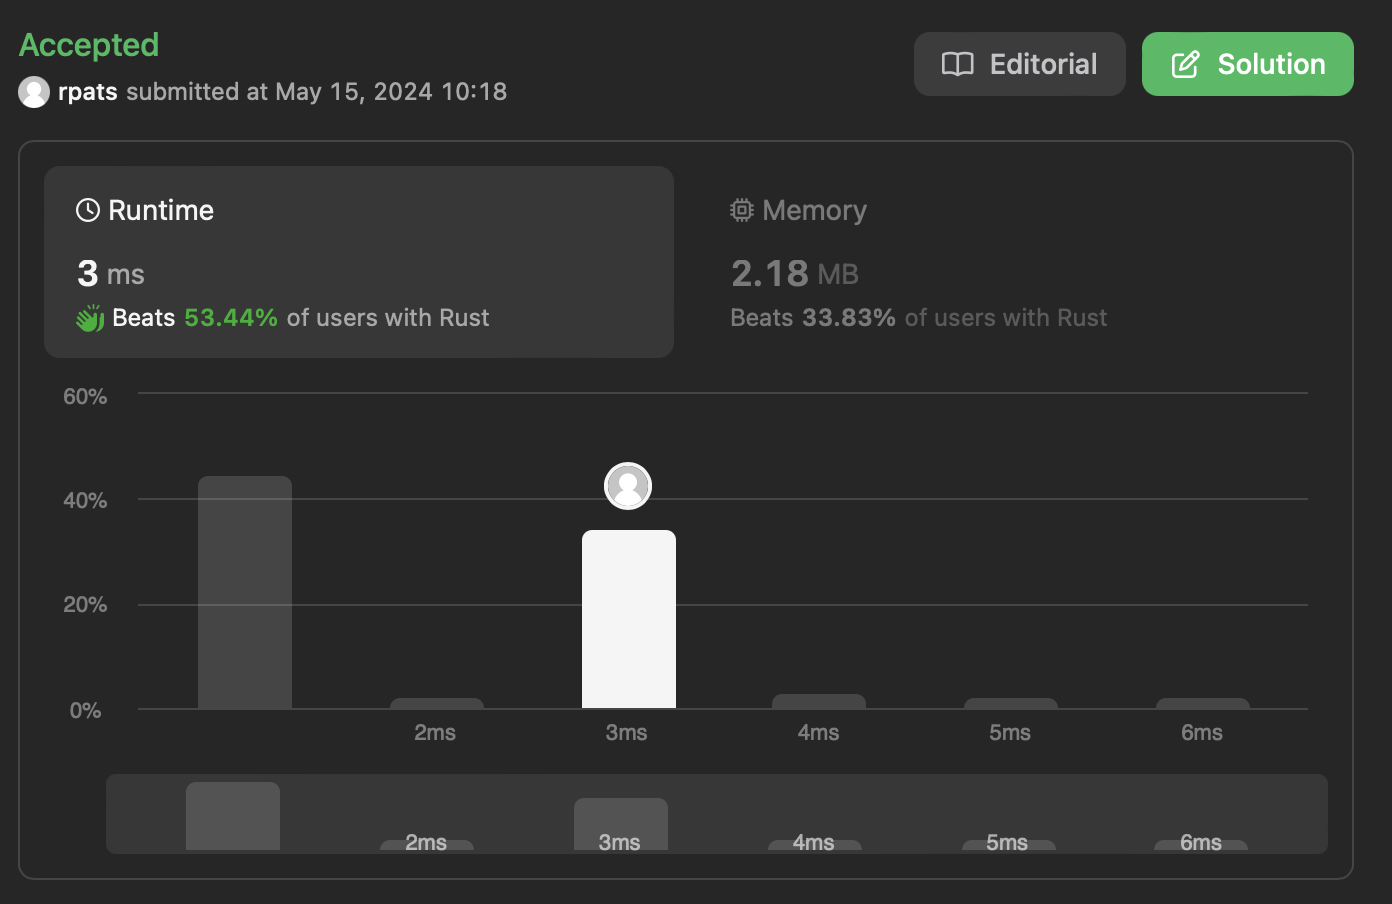 Accepted
Editorial
Solution
rpats submitted at May 15, 2024 10:18
Runtime
3 ms
Beats 53.44% of users with Rust
Memory
2.18 MB
Beats 33.83% of users with Rust
60%
40%
20%
0%
2ms 3ms 4ms 5ms 6ms
2ms 3ms 4ms 5ms 6ms